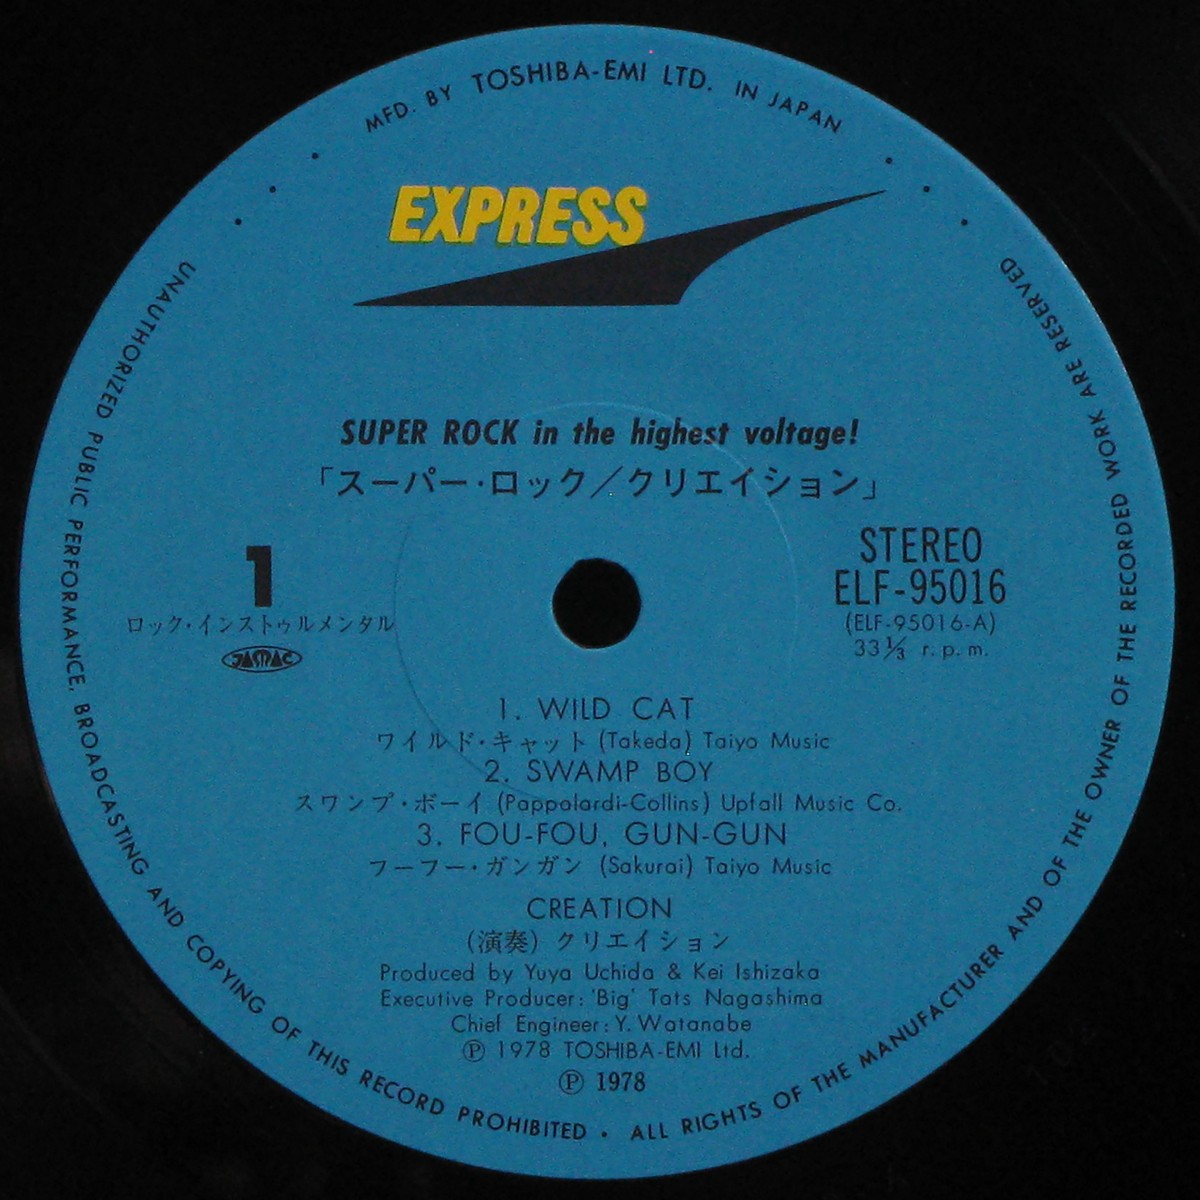 MFD. BY TOSHIBA-EMI LTD. IN JAPAN
EXPRESS
SUPER ROCK in the highest voltage!
「スーパー・ロック／クリエイション」
1
ロック・インストゥルメンタル
JASRAC
STEREO
ELF-95016
(ELF-95016-A)
33 1/3 r.p.m.
1. WILD CAT
ワイルド・キャット (Takeda) Taiyo Music
2. SWAMP BOY
スワンプ・ボーイ (Pappolardi-Collins) Upfall Music Co.
3. FOU-FOU, GUN-GUN
フーフー・ガンガン (Sakurai) Taiyo Music
CREATION
(演奏) クリエイション
Produced by Yuya Uchida & Kei Ishizaka
Executive Producer: 'Big' Tats Nagashima
Chief Engineer: Y. Watanabe
Ⓟ 1978 TOSHIBA-EMI Ltd.
Ⓟ 1978
UNAUTHORIZED PUBLIC PERFORMANCE, BROADCASTING AND COPYING OF THIS RECORD PROHIBITED • ALL RIGHTS OF THE MANUFACTURER AND OF THE OWNER OF THE RECORDED WORK ARE RESERVED